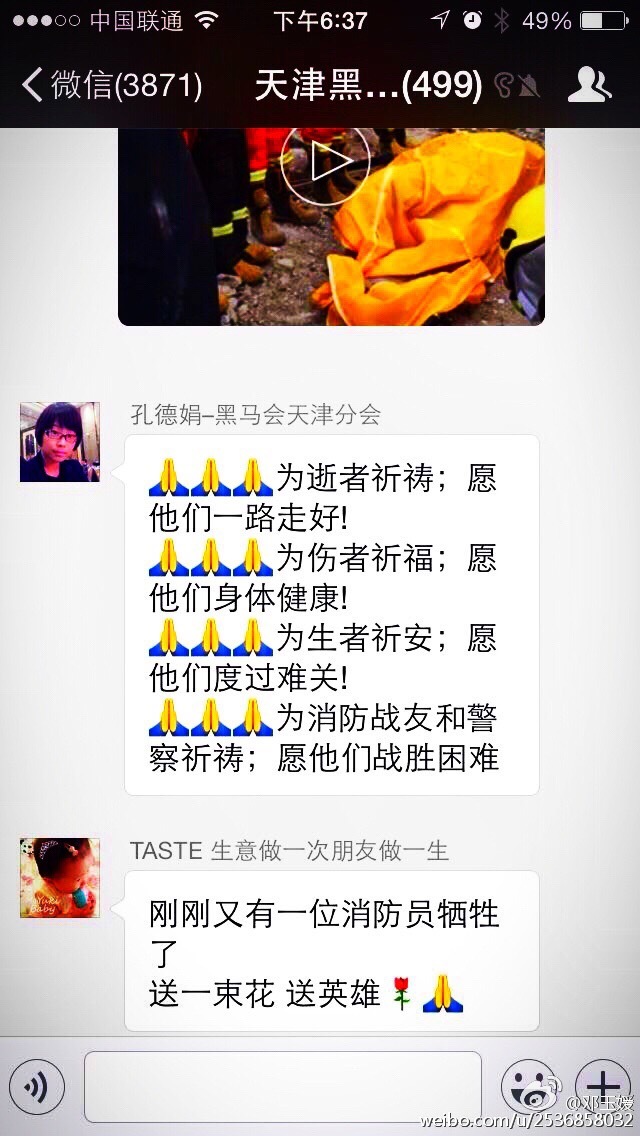 中国联通 下午6:37 49%
微信(3871) 天津黑...(499)
孔德娟–黑马会天津分会
🙏🙏🙏为逝者祈祷；愿
他们一路走好!
🙏🙏🙏为伤者祈福；愿
他们身体健康!
🙏🙏🙏为生者祈安；愿
他们度过难关!
🙏🙏🙏为消防战友和警
察祈祷；愿他们战胜困难
TASTE 生意做一次朋友做一生
Yuki
baby
刚刚又有一位消防员牺牲
了
送一束花 送英雄🌹🙏
@邓玉嫒
weibo.com/u/2536858032